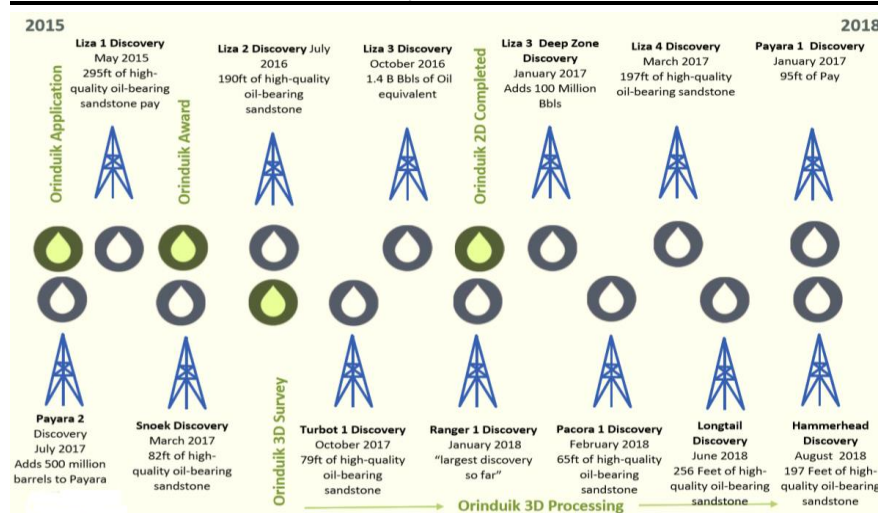 2015
2018
Orinduik Application
Liza 1 Discovery
May 2015
295ft of high-
quality oil-bearing
sandstone pay
Orinduik Award
Liza 2 Discovery July
2016
190ft of high-quality
oil-bearing
sandstone
Liza 3 Discovery
October 2016
1.4 B Bbls of Oil
equivalent
Orinduik 2D Completed
Liza 3 Deep Zone
Discovery
January 2017
Adds 100 Million
Bbls
Liza 4 Discovery
March 2017
197ft of high-quality
oil-bearing sandstone
Payara 1 Discovery
January 2017
95ft of Pay
Payara 2
Discovery
July 2017
Adds 500 million
barrels to Payara
Snoek Discovery
March 2017
82ft of high-
quality oil-bearing
sandstone
Orinduik 3D Survey
Turbot 1 Discovery
October 2017
79ft of high-quality
oil-bearing
sandstone
Ranger 1 Discovery
January 2018
“largest discovery
so far”
Pacora 1 Discovery
February 2018
65ft of high-quality
oil-bearing
sandstone
Longtail
Discovery
June 2018
256 Feet of high-
quality oil-bearing
sandstone
Hammerhead
Discovery
August 2018
197 Feet of high-
quality oil-bearing
sandstone
Orinduik 3D Processing